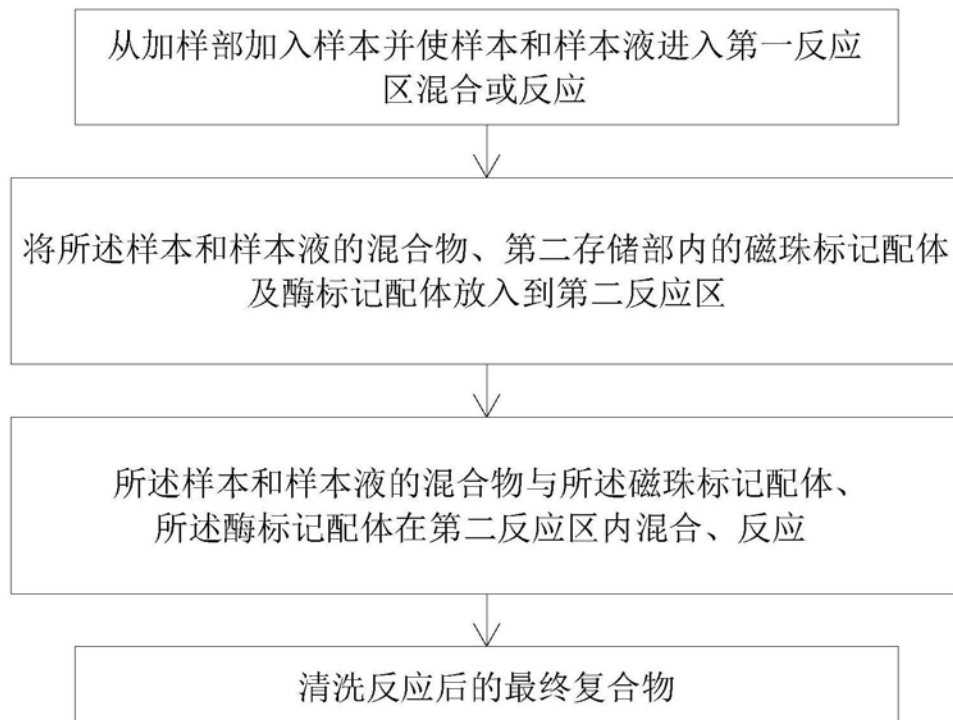 从加样部加入样本并使样本和样本液进入第一反应
区混合或反应
将所述样本和样本液的混合物、第二存储部内的磁珠标记配体
及酶标记配体放入到第二反应区
所述样本和样本液的混合物与所述磁珠标记配体、
所述酶标记配体在第二反应区内混合、反应
清洗反应后的最终复合物